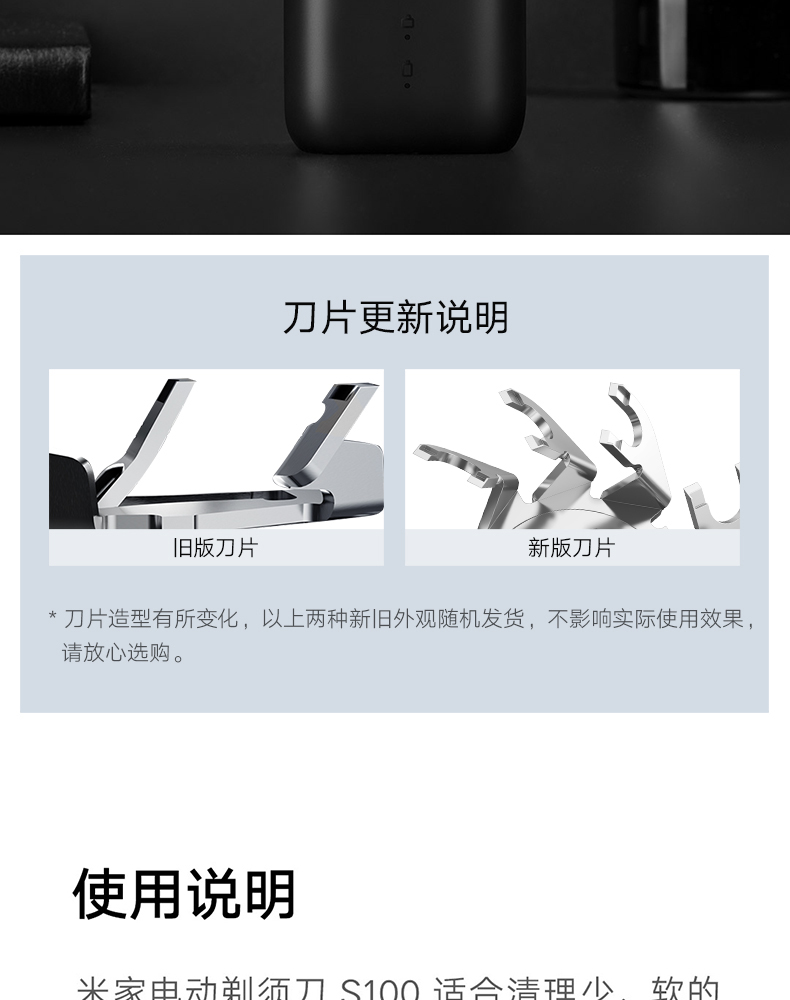 刀片更新说明
旧版刀片
新版刀片
* 刀片造型有所变化，以上两种新旧外观随机发货，不影响实际使用效果，
请放心选购。
使用说明
米家电动剃须刀 S100 适合清理少、软的